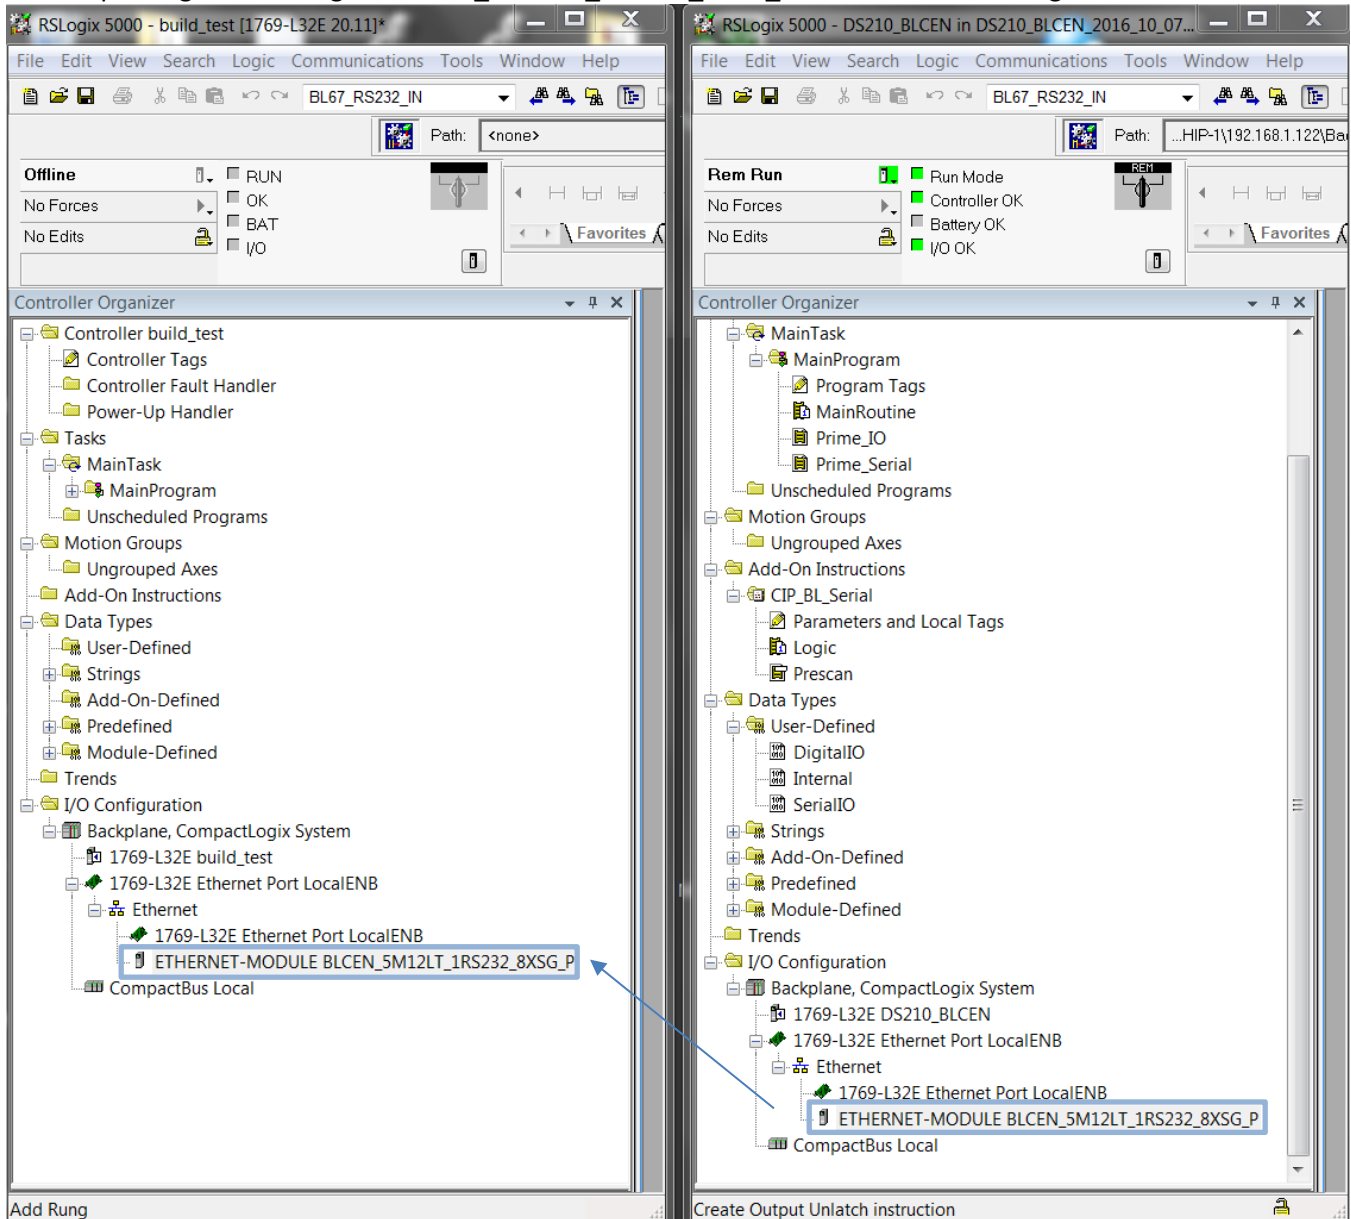 RSLogix 5000 - build_test [1769-L32E 20.11]*
File Edit View Search Logic Communications Tools Window Help
BL67_RS232_IN
Path: <none>
Offline
RUN
No Forces
OK
BAT
No Edits
I/O
Favorites
Controller Organizer
Controller build_test
Controller Tags
Controller Fault Handler
Power-Up Handler
Tasks
MainTask
MainProgram
Unscheduled Programs
Motion Groups
Ungrouped Axes
Add-On Instructions
Data Types
User-Defined
Strings
Add-On-Defined
Predefined
Module-Defined
Trends
I/O Configuration
Backplane, CompactLogix System
1769-L32E build_test
1769-L32E Ethernet Port LocalENB
Ethernet
1769-L32E Ethernet Port LocalENB
ETHERNET-MODULE BLCEN_5M12LT_1RS232_8XSG_P
CompactBus Local
Add Rung
RSLogix 5000 - DS210_BLCEN in DS210_BLCEN_2016_10_07...
File Edit View Search Logic Communications Tools Window Help
BL67_RS232_IN
Path: ...HIP-1\192.168.1.122\Ba
Rem Run
Run Mode
REM
No Forces
Controller OK
Battery OK
No Edits
I/O OK
Favorites
Controller Organizer
MainTask
MainProgram
Program Tags
MainRoutine
Prime_IO
Prime_Serial
Unscheduled Programs
Motion Groups
Ungrouped Axes
Add-On Instructions
CIP_BL_Serial
Parameters and Local Tags
Logic
Prescan
Data Types
User-Defined
DigitalIO
Internal
SerialIO
Strings
Add-On-Defined
Predefined
Module-Defined
Trends
I/O Configuration
Backplane, CompactLogix System
1769-L32E DS210_BLCEN
1769-L32E Ethernet Port LocalENB
Ethernet
1769-L32E Ethernet Port LocalENB
ETHERNET-MODULE BLCEN_5M12LT_1RS232_8XSG_P
CompactBus Local
Create Output Unlatch instruction